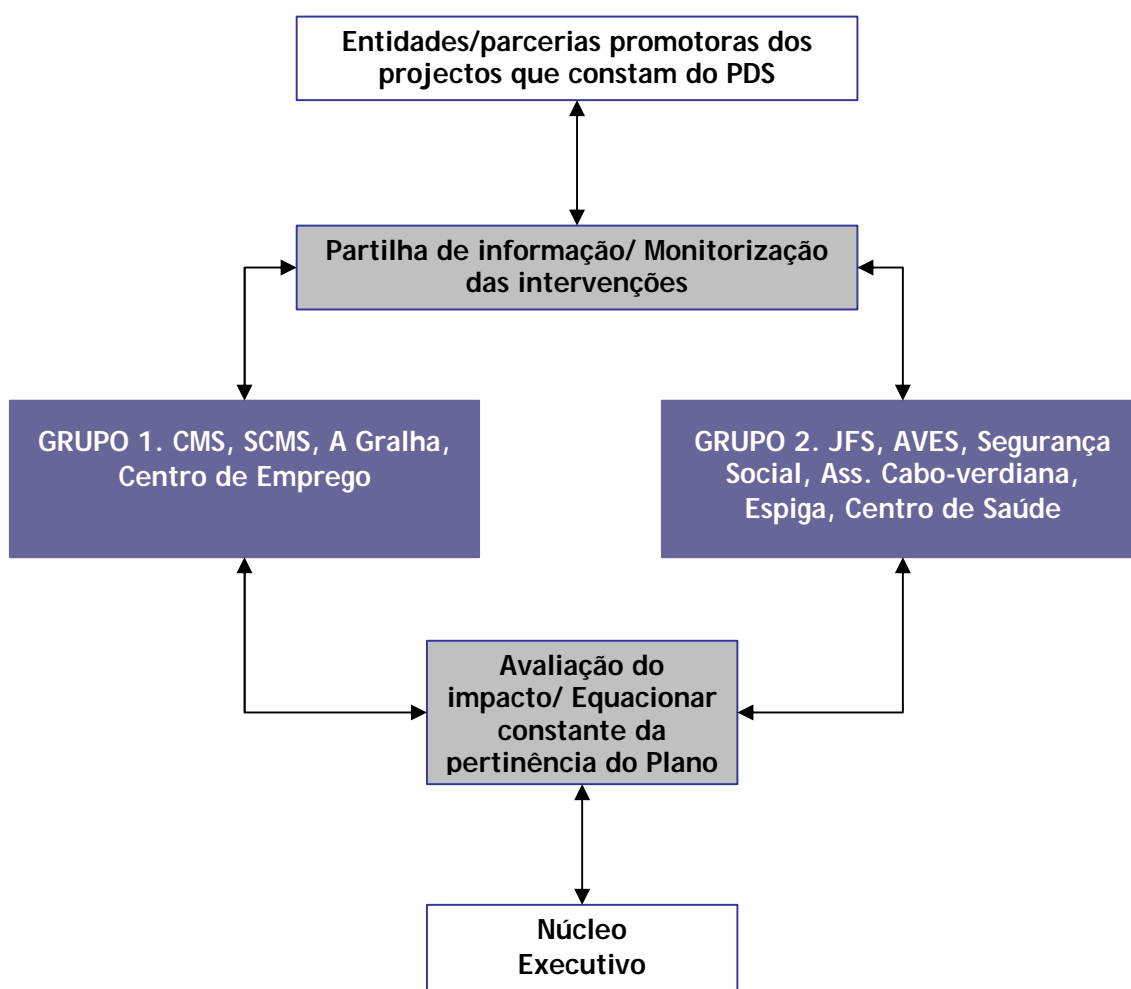 Entidades/parcerias promotoras dos
projectos que constam do PDS
Partilha de informação/ Monitorização
das intervenções
GRUPO 1. CMS, SCMS, A Gralha,
Centro de Emprego
GRUPO 2. JFS, AVES, Segurança
Social, Ass. Cabo-verdiana,
Espiga, Centro de Saúde
Avaliação do
impacto/ Equacionar
constante da
pertinência do Plano
Núcleo
Executivo